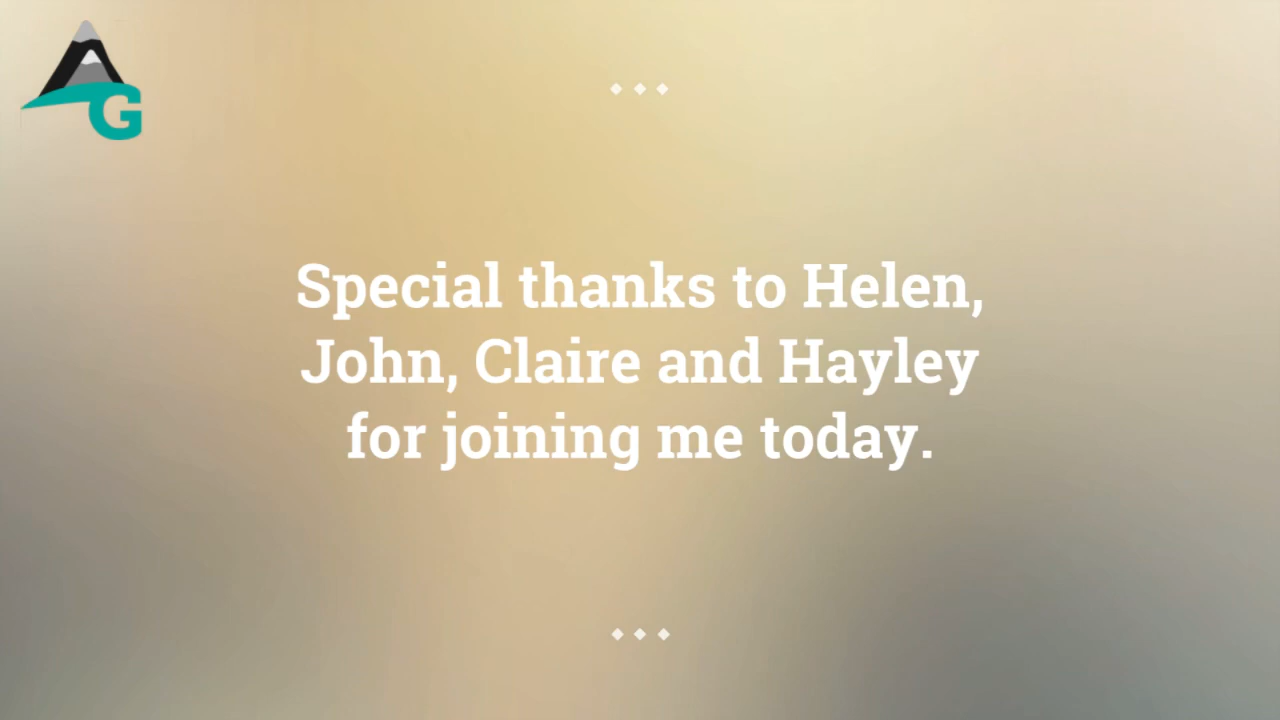 G
Special thanks to Helen,
John, Claire and Hayley
for joining me today.